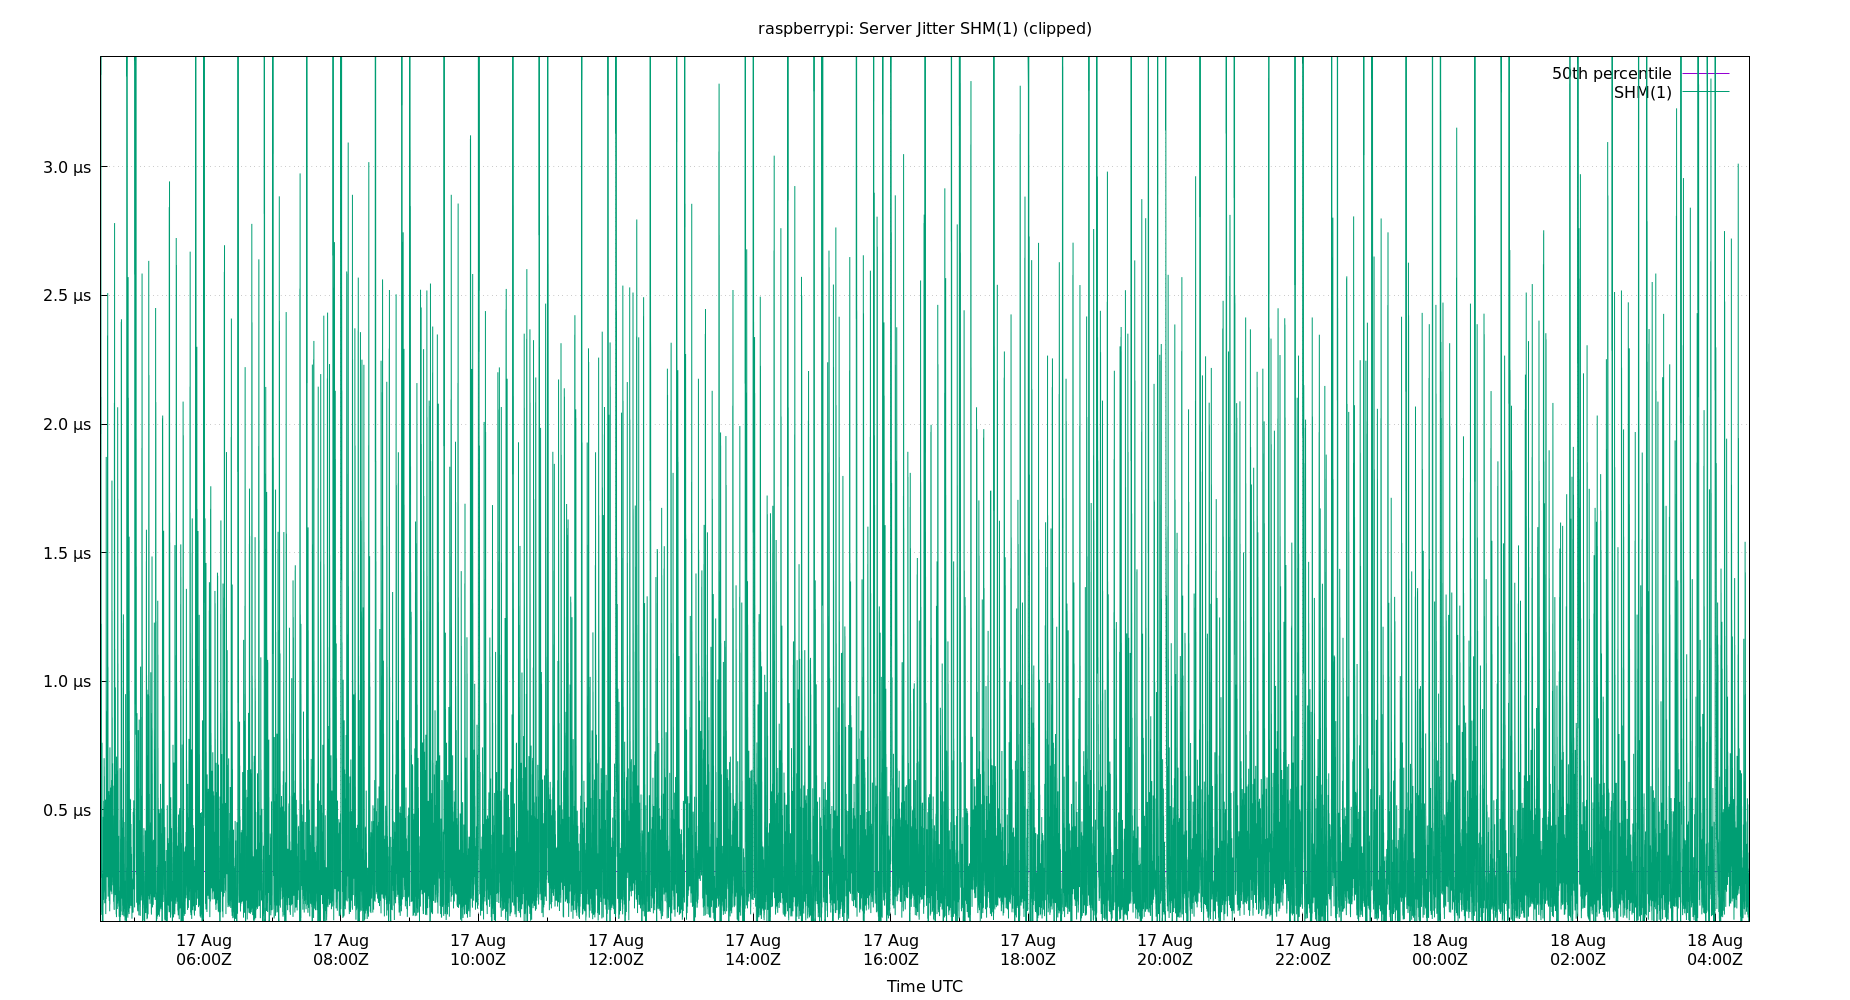 raspberrypi: Server Jitter SHM(1) (clipped)
50th percentile
SHM(1)
3.0 µs
2.5 µs
2.0 µs
1.5 µs
1.0 µs
0.5 µs
17 Aug 17 Aug 17 Aug 17 Aug 17 Aug 17 Aug 17 Aug 17 Aug 17 Aug 18 Aug 18 Aug 18 Aug
06:00Z 08:00Z 10:00Z 12:00Z 14:00Z 16:00Z 18:00Z 20:00Z 22:00Z 00:00Z 02:00Z 04:00Z
Time UTC